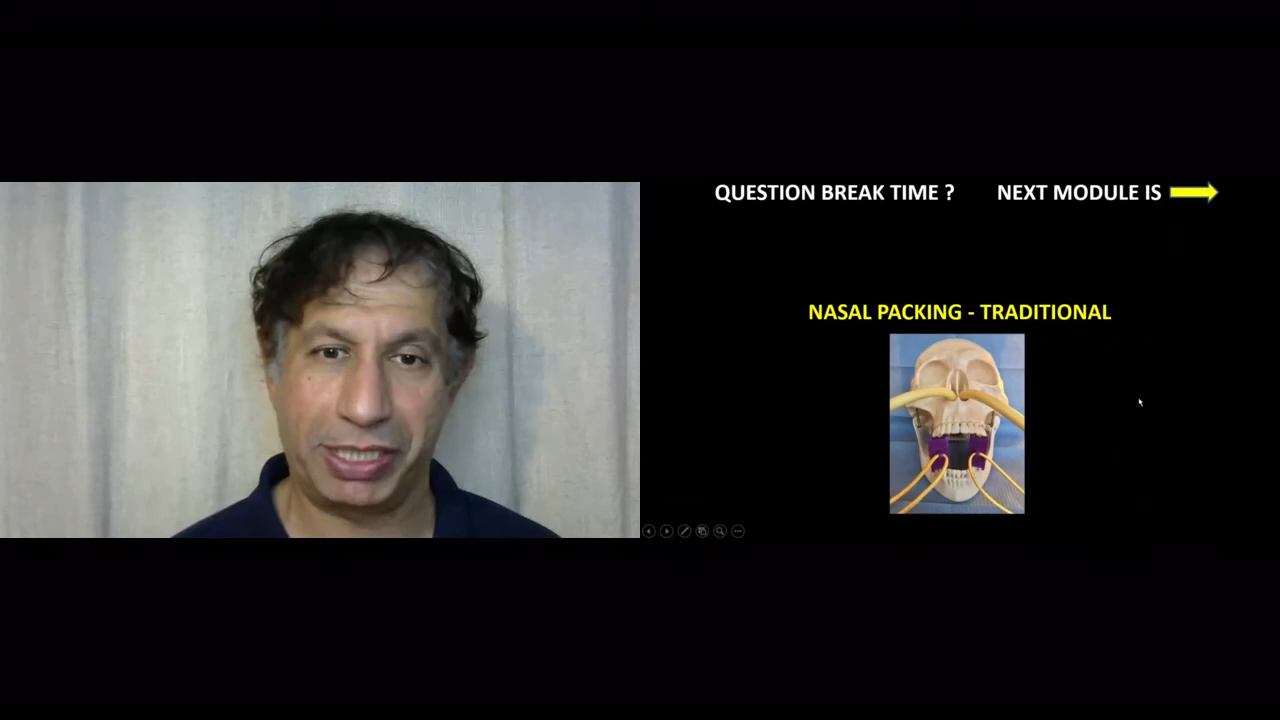 QUESTION BREAK TIME ? NEXT MODULE IS
NASAL PACKING - TRADITIONAL